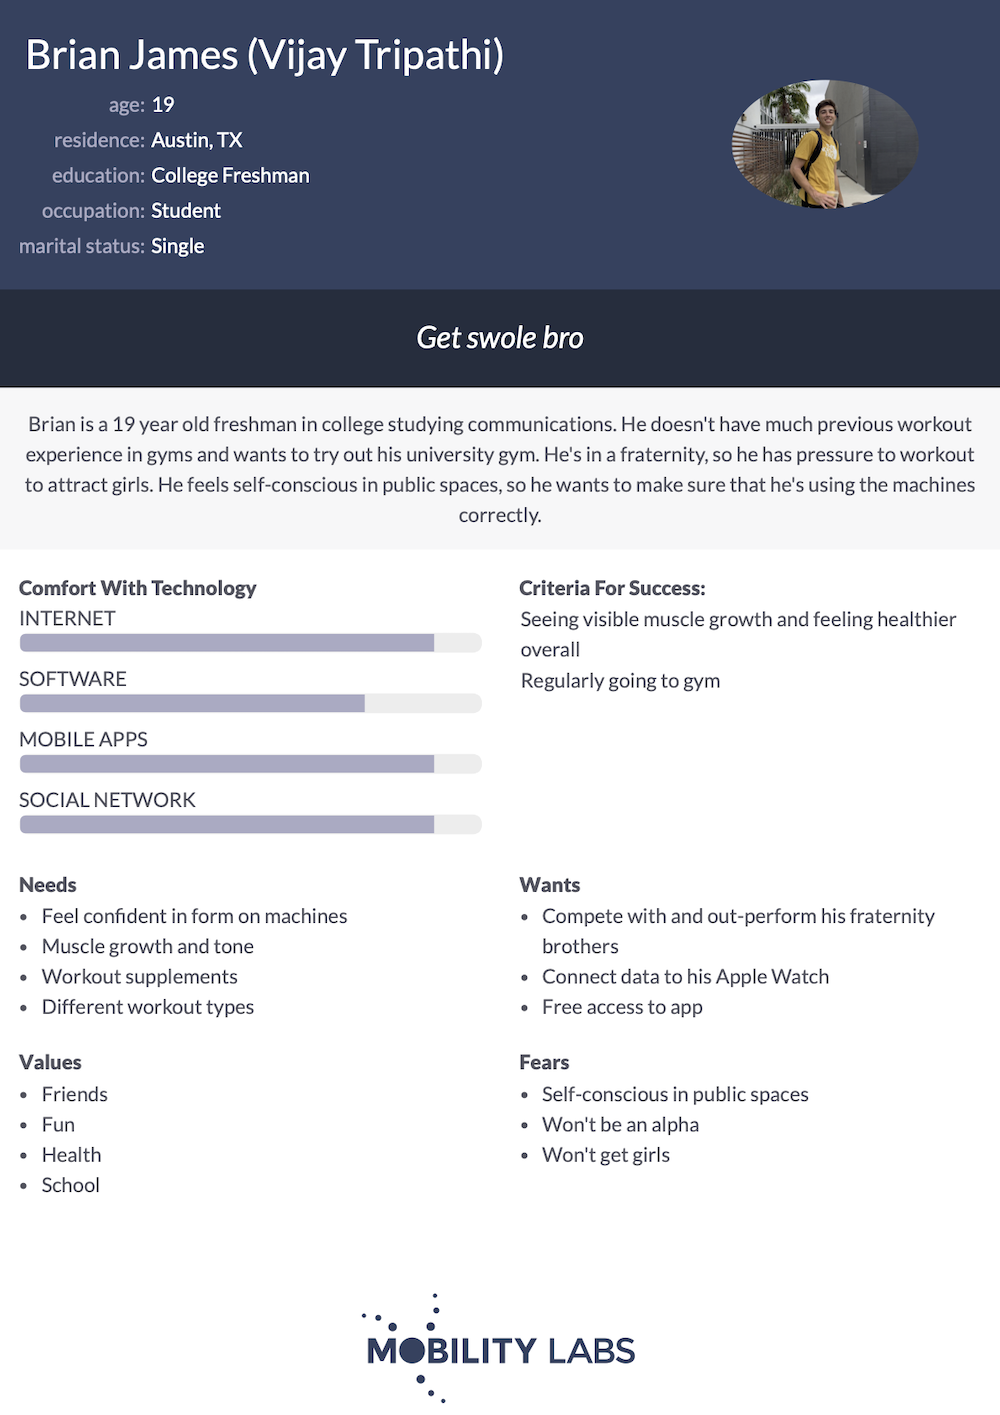 Brian James (Vijay Tripathi)
age: 19
residence: Austin, TX
education: College Freshman
occupation: Student
marital status: Single
Get swole bro
Brian is a 19 year old freshman in college studying communications. He doesn't have much previous workout
experience in gyms and wants to try out his university gym. He's in a fraternity, so he has pressure to workout
to attract girls. He feels self-conscious in public spaces, so he wants to make sure that he's using the machines
correctly.
Comfort With Technology
INTERNET
SOFTWARE
MOBILE APPS
SOCIAL NETWORK
Criteria For Success:
Seeing visible muscle growth and feeling healthier
overall
Regularly going to gym
Needs
• Feel confident in form on machines
• Muscle growth and tone
• Workout supplements
• Different workout types
Wants
• Compete with and out-perform his fraternity
brothers
• Connect data to his Apple Watch
• Free access to app
Values
• Friends
• Fun
• Health
• School
Fears
• Self-conscious in public spaces
• Won't be an alpha
• Won't get girls
MOBILITY LABS